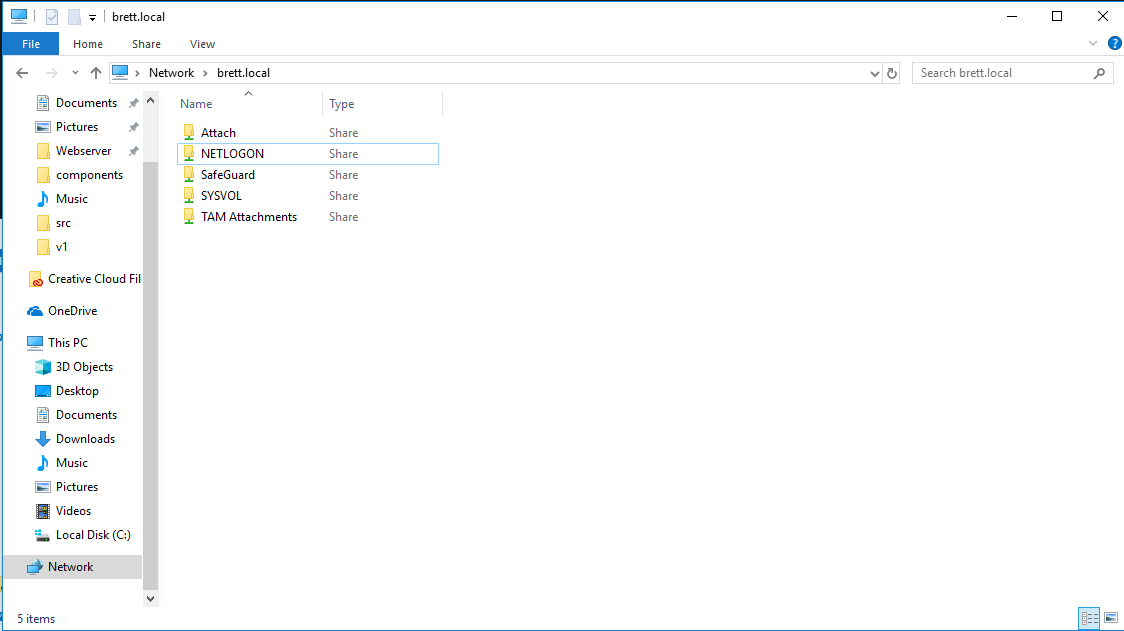 brett.local
File Home Share View
?
Network brett.local
Search brett.local
Documents
Pictures
Webserver
components
Music
src
v1
Creative Cloud Fil
OneDrive
This PC
3D Objects
Desktop
Documents
Downloads
Music
Pictures
Videos
Local Disk (C:)
Network
Name Type
Attach Share
NETLOGON Share
SafeGuard Share
SYSVOL Share
TAM Attachments Share
5 items